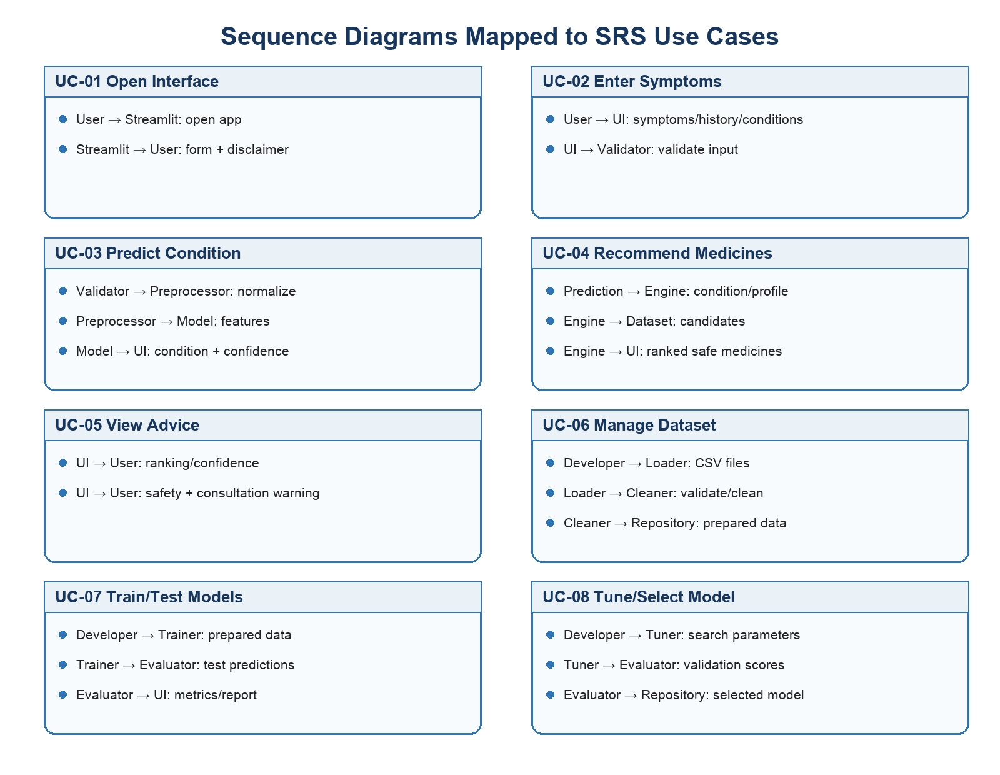 Sequence Diagrams Mapped to SRS Use Cases
UC-01 Open Interface
User → Streamlit: open app
Streamlit → User: form + disclaimer
UC-02 Enter Symptoms
User → UI: symptoms/history/conditions
UI → Validator: validate input
UC-03 Predict Condition
Validator → Preprocessor: normalize
Preprocessor → Model: features
Model → UI: condition + confidence
UC-04 Recommend Medicines
Prediction → Engine: condition/profile
Engine → Dataset: candidates
Engine → UI: ranked safe medicines
UC-05 View Advice
UI → User: ranking/confidence
UI → User: safety + consultation warning
UC-06 Manage Dataset
Developer → Loader: CSV files
Loader → Cleaner: validate/clean
Cleaner → Repository: prepared data
UC-07 Train/Test Models
Developer → Trainer: prepared data
Trainer → Evaluator: test predictions
Evaluator → UI: metrics/report
UC-08 Tune/Select Model
Developer → Tuner: search parameters
Tuner → Evaluator: validation scores
Evaluator → Repository: selected model